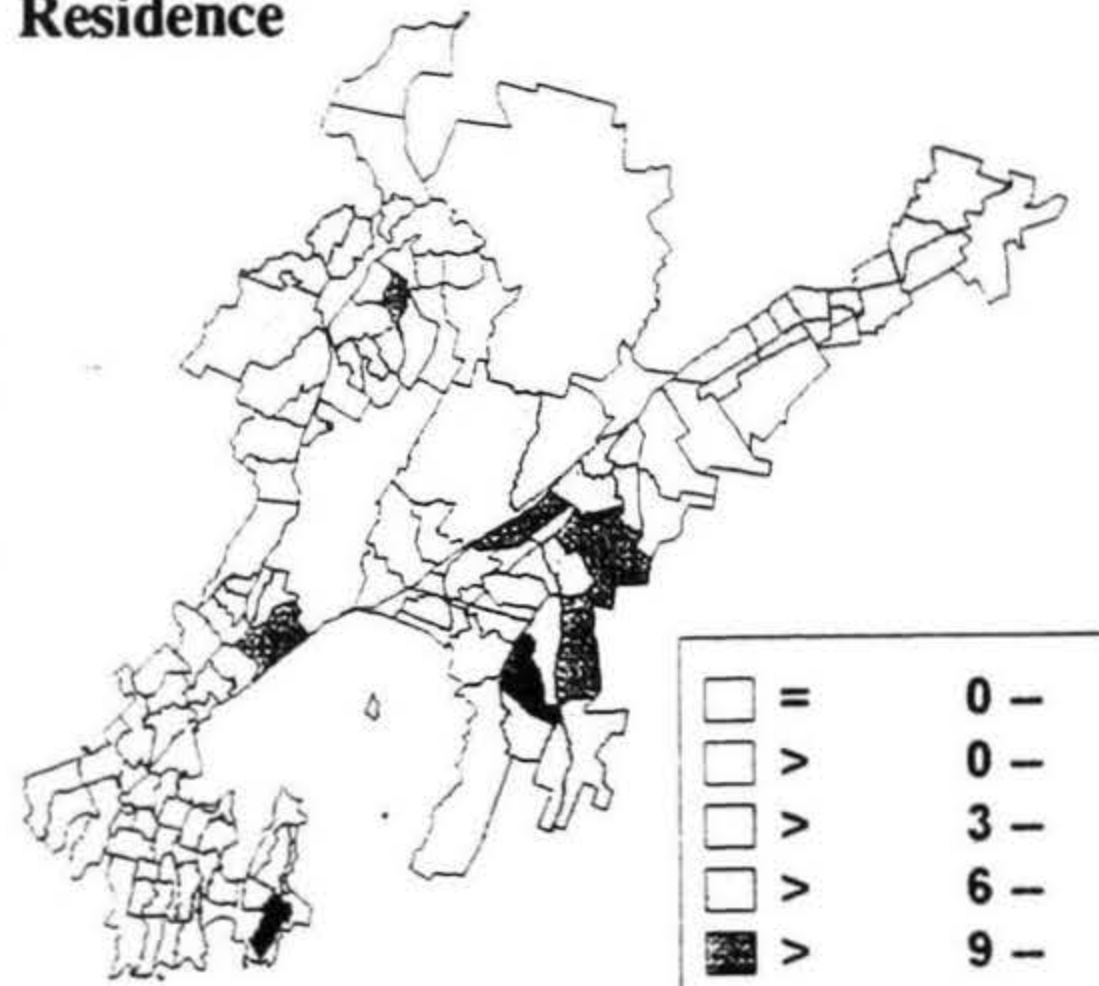 Residence
= 0 –
> 0 –
> 3 –
> 6 –
> 9 –